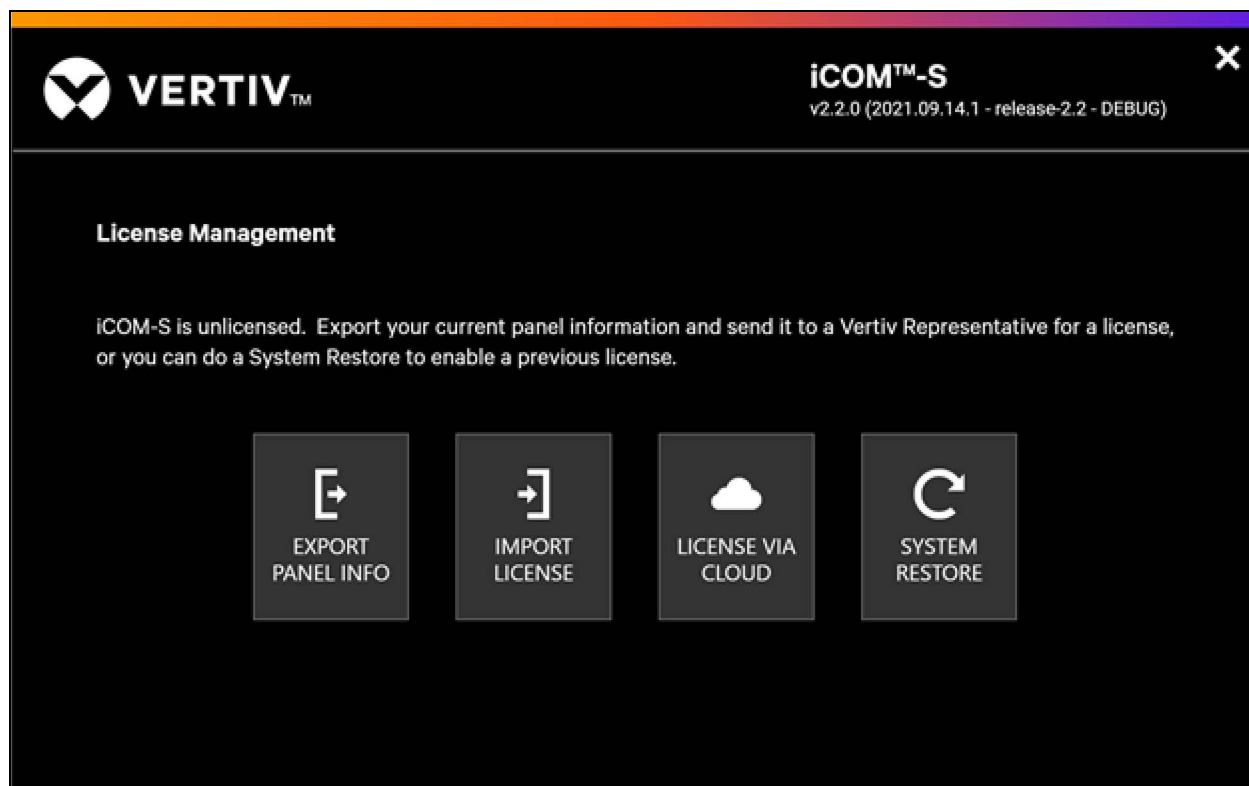 VERTIV™
iCOM™-S
v2.2.0 (2021.09.14.1 - release-2.2 - DEBUG)
License Management
iCOM-S is unlicensed.  Export your current panel information and send it to a Vertiv Representative for a license,
or you can do a System Restore to enable a previous license.
EXPORT
PANEL INFO
IMPORT
LICENSE
LICENSE VIA
CLOUD
SYSTEM
RESTORE